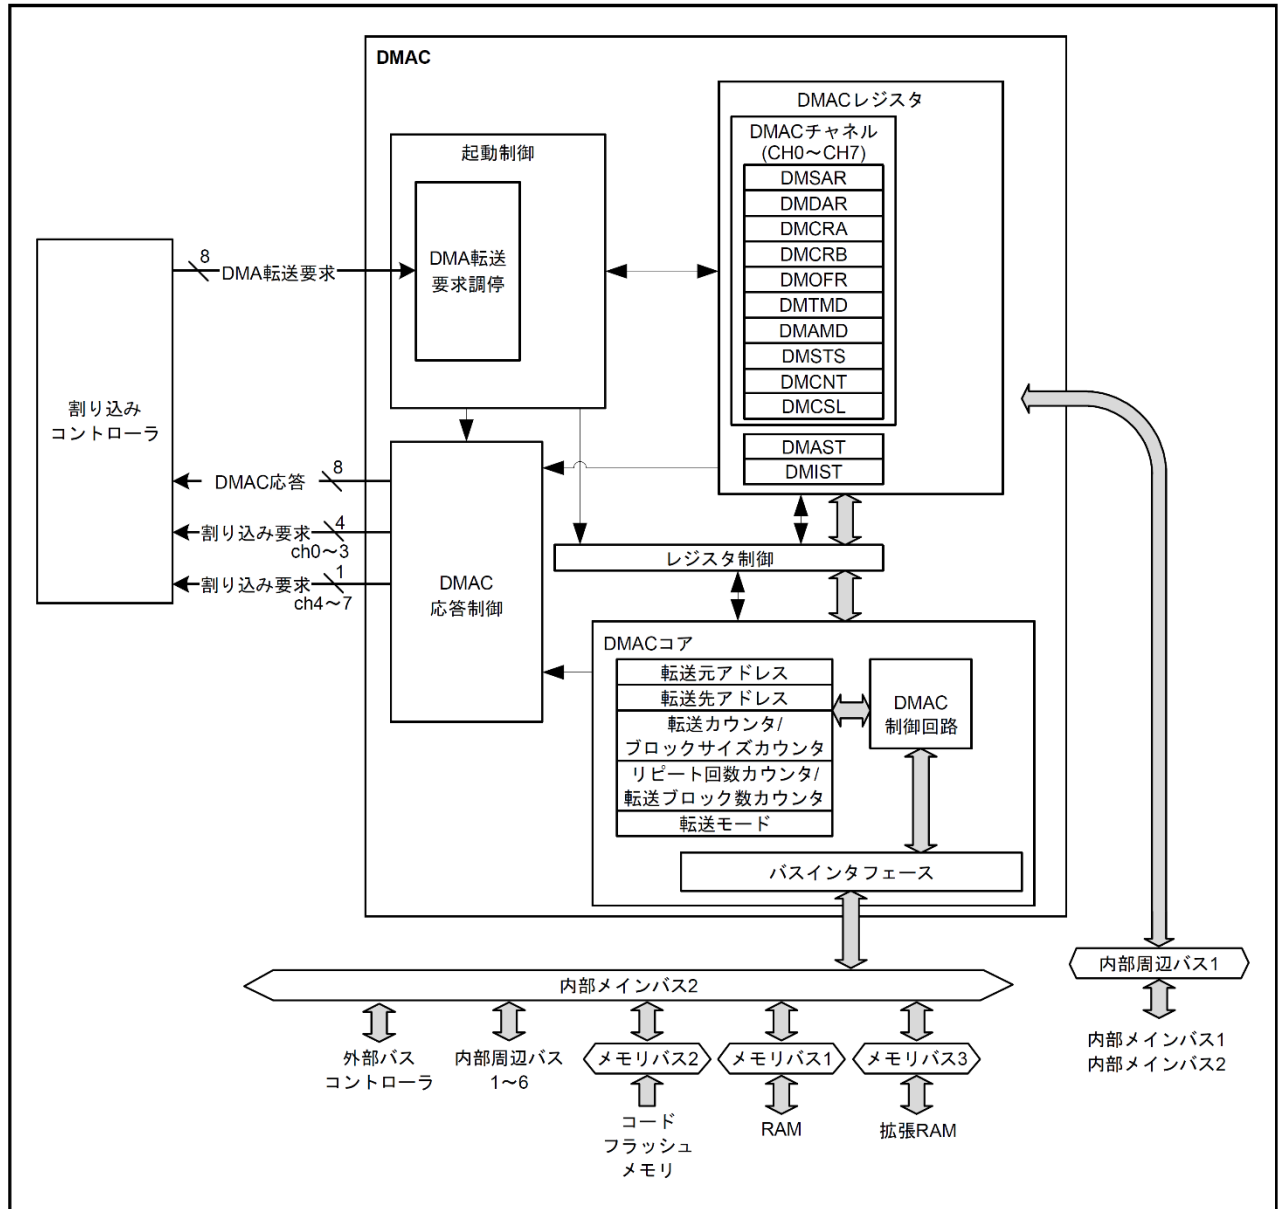 DMAC
DMACレジスタ
DMACチャネル
(CH0～CH7)
DMSAR
DMDAR
DMCRA
DMCRB
DMOFR
DMTMD
DMAMD
DMSTS
DMCNT
DMCSL
DMAST
DMIST
起動制御
DMA転送
要求調停
8
DMA転送要求
割り込み
コントローラ
8
DMAC応答
4
割り込み要求
ch0～3
1
割り込み要求
ch4～7
DMAC
応答制御
レジスタ制御
DMACコア
転送元アドレス
転送先アドレス
転送カウンタ/
ブロックサイズカウンタ
リピート回数カウンタ/
転送ブロック数カウンタ
転送モード
DMAC
制御回路
バスインタフェース
内部メインバス2
内部周辺バス1
外部バス
コントローラ
内部周辺バス
1～6
メモリバス2
メモリバス1
メモリバス3
コード
フラッシュ
メモリ
RAM
拡張RAM
内部メインバス1
内部メインバス2